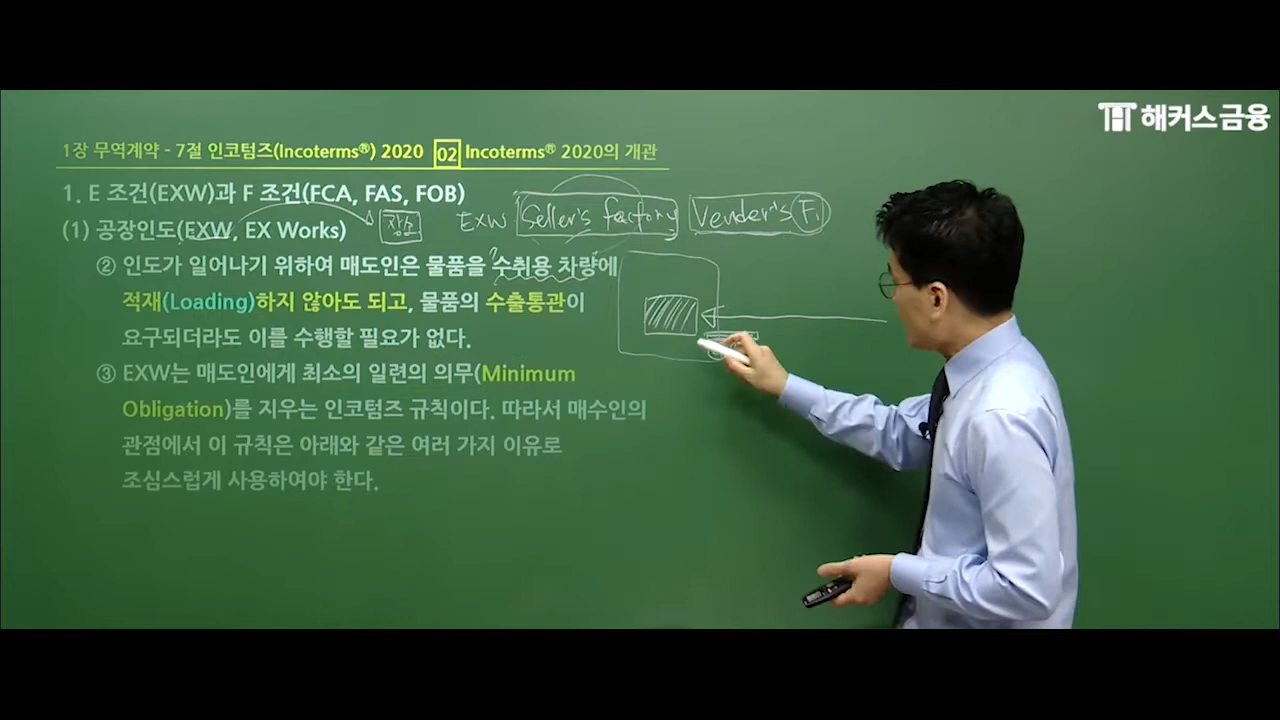 해커스금융
1장 무역계약 - 7절 인코텀즈(Incoterms®) 2020 02 Incoterms® 2020의 개관
1. E 조건(EXW)과 F 조건(FCA, FAS, FOB)
(1) 공장인도(EXW, EX Works)
장소
EXW Seller's factory Vender's F.
② 인도가 일어나기 위하여 매도인은 물품을 수취용 차량에
적재(Loading)하지 않아도 되고, 물품의 수출통관이
요구되더라도 이를 수행할 필요가 없다.
③ EXW는 매도인에게 최소의 일련의 의무(Minimum
Obligation)를 지우는 인코텀즈 규칙이다. 따라서 매수인의
관점에서 이 규칙은 아래와 같은 여러 가지 이유로
조심스럽게 사용하여야 한다.